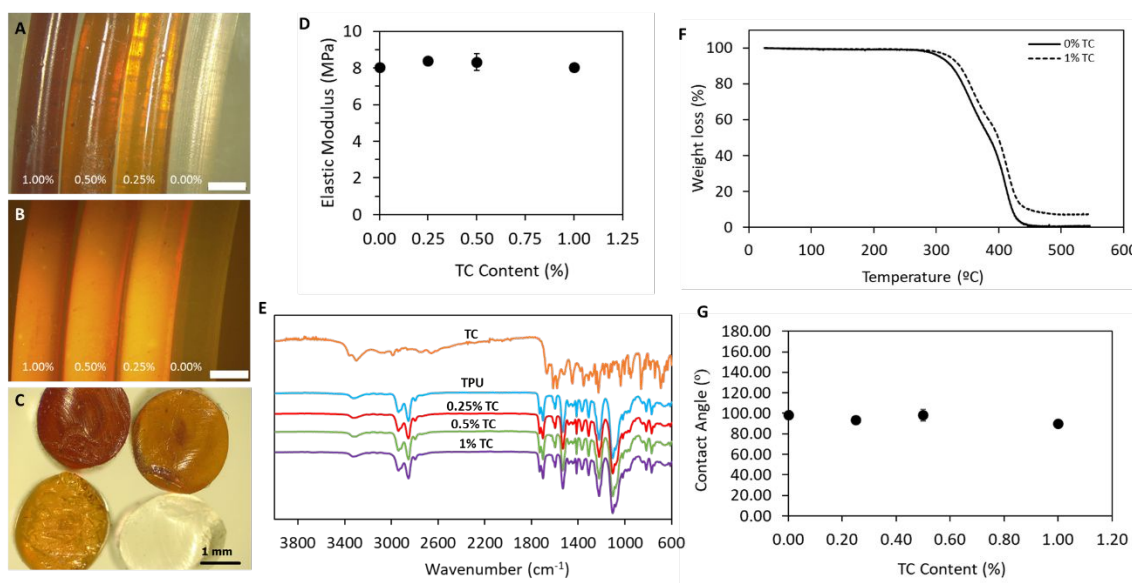 A
1.00% 0.50% 0.25% 0.00%
B
1.00% 0.50% 0.25% 0.00%
C
1 mm
D
Elastic Modulus (MPa)
10
8
6
4
2
0
0.00 0.25 0.50 0.75 1.00 1.25
TC Content (%)
E
TC
TPU
0.25% TC
0.5% TC
1% TC
3800 3000 2200 1400 600
Wavenumber (cm⁻¹)
F
Weight loss (%)
100
80
60
40
20
0
0% TC
1% TC
0 100 200 300 400 500 600
Temperature (ºC)
G
Contact Angle (°)
180.00
160.00
140.00
120.00
100.00
80.00
60.00
40.00
20.00
0.00
0.00 0.20 0.40 0.60 0.80 1.00 1.20
TC Content (%)